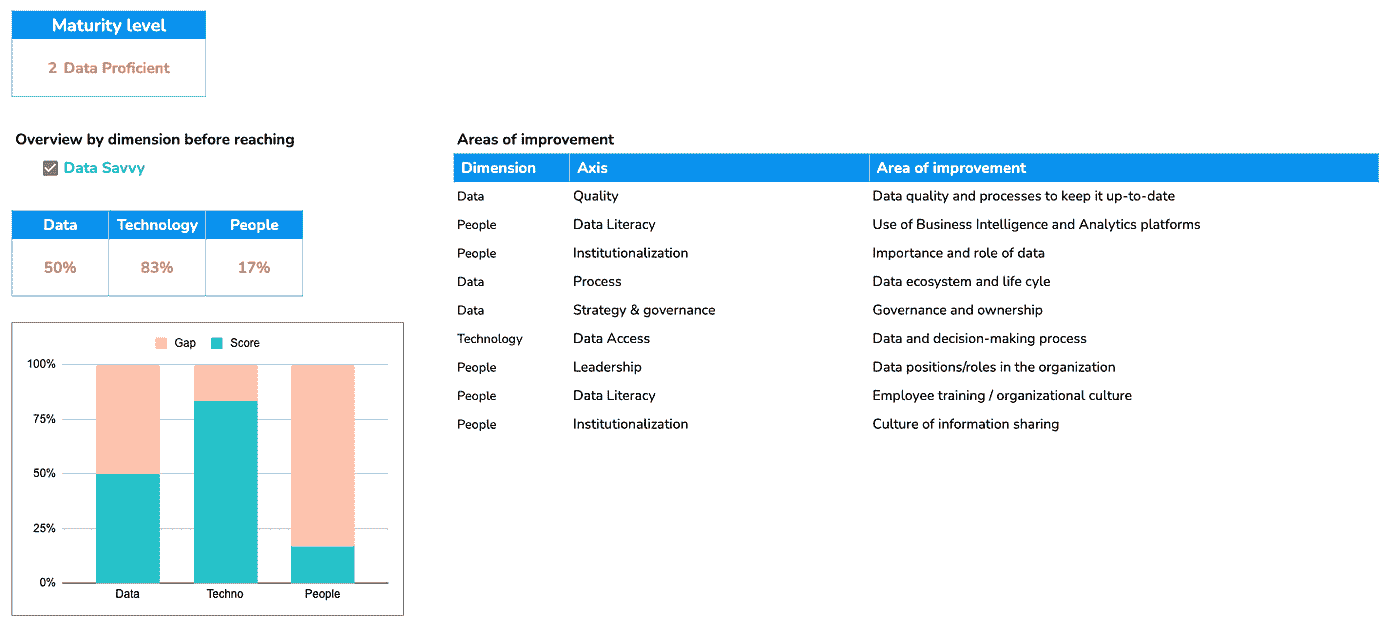 Maturity level
2 Data Proficient
Overview by dimension before reaching
Data Savvy
Data Technology People
50% 83% 17%
Gap Score
100%
75%
50%
25%
0%
Data Techno People
Areas of improvement
Dimension Axis Area of improvement
Data Quality Data quality and processes to keep it up-to-date
People Data Literacy Use of Business Intelligence and Analytics platforms
People Institutionalization Importance and role of data
Data Process Data ecosystem and life cyle
Data Strategy & governance Governance and ownership
Technology Data Access Data and decision-making process
People Leadership Data positions/roles in the organization
People Data Literacy Employee training / organizational culture
People Institutionalization Culture of information sharing